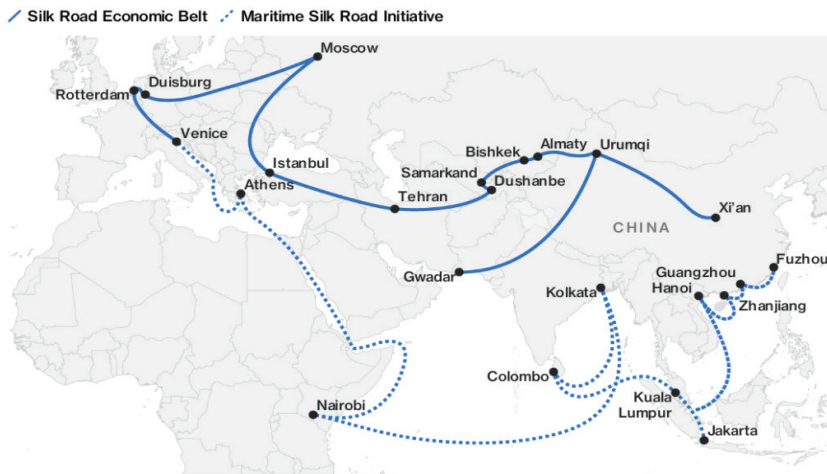 Silk Road Economic Belt
Maritime Silk Road Initiative
Moscow
Duisburg
Rotterdam
Venice
Istanbul
Athens
Bishkek
Almaty
Urumqi
Samarkand
Dushanbe
Tehran
Xi'an
CHINA
Gwadar
Kolkata
Guangzhou
Fuzhou
Hanoi
Zhanjiang
Colombo
Kuala
Lumpur
Nairobi
Jakarta